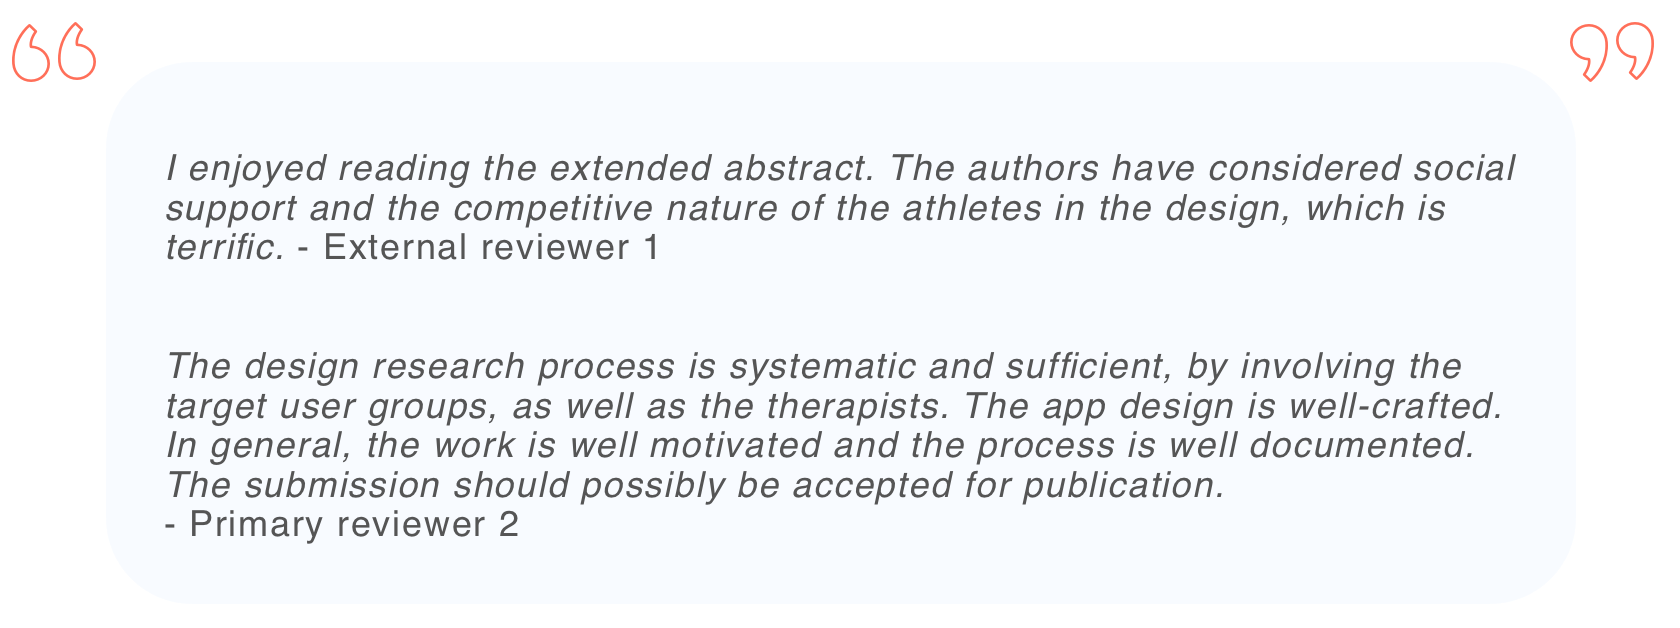 I enjoyed reading the extended abstract. The authors have considered social
support and the competitive nature of the athletes in the design, which is
terrific. - External reviewer 1
The design research process is systematic and sufficient, by involving the
target user groups, as well as the therapists. The app design is well-crafted.
In general, the work is well motivated and the process is well documented.
The submission should possibly be accepted for publication.
- Primary reviewer 2